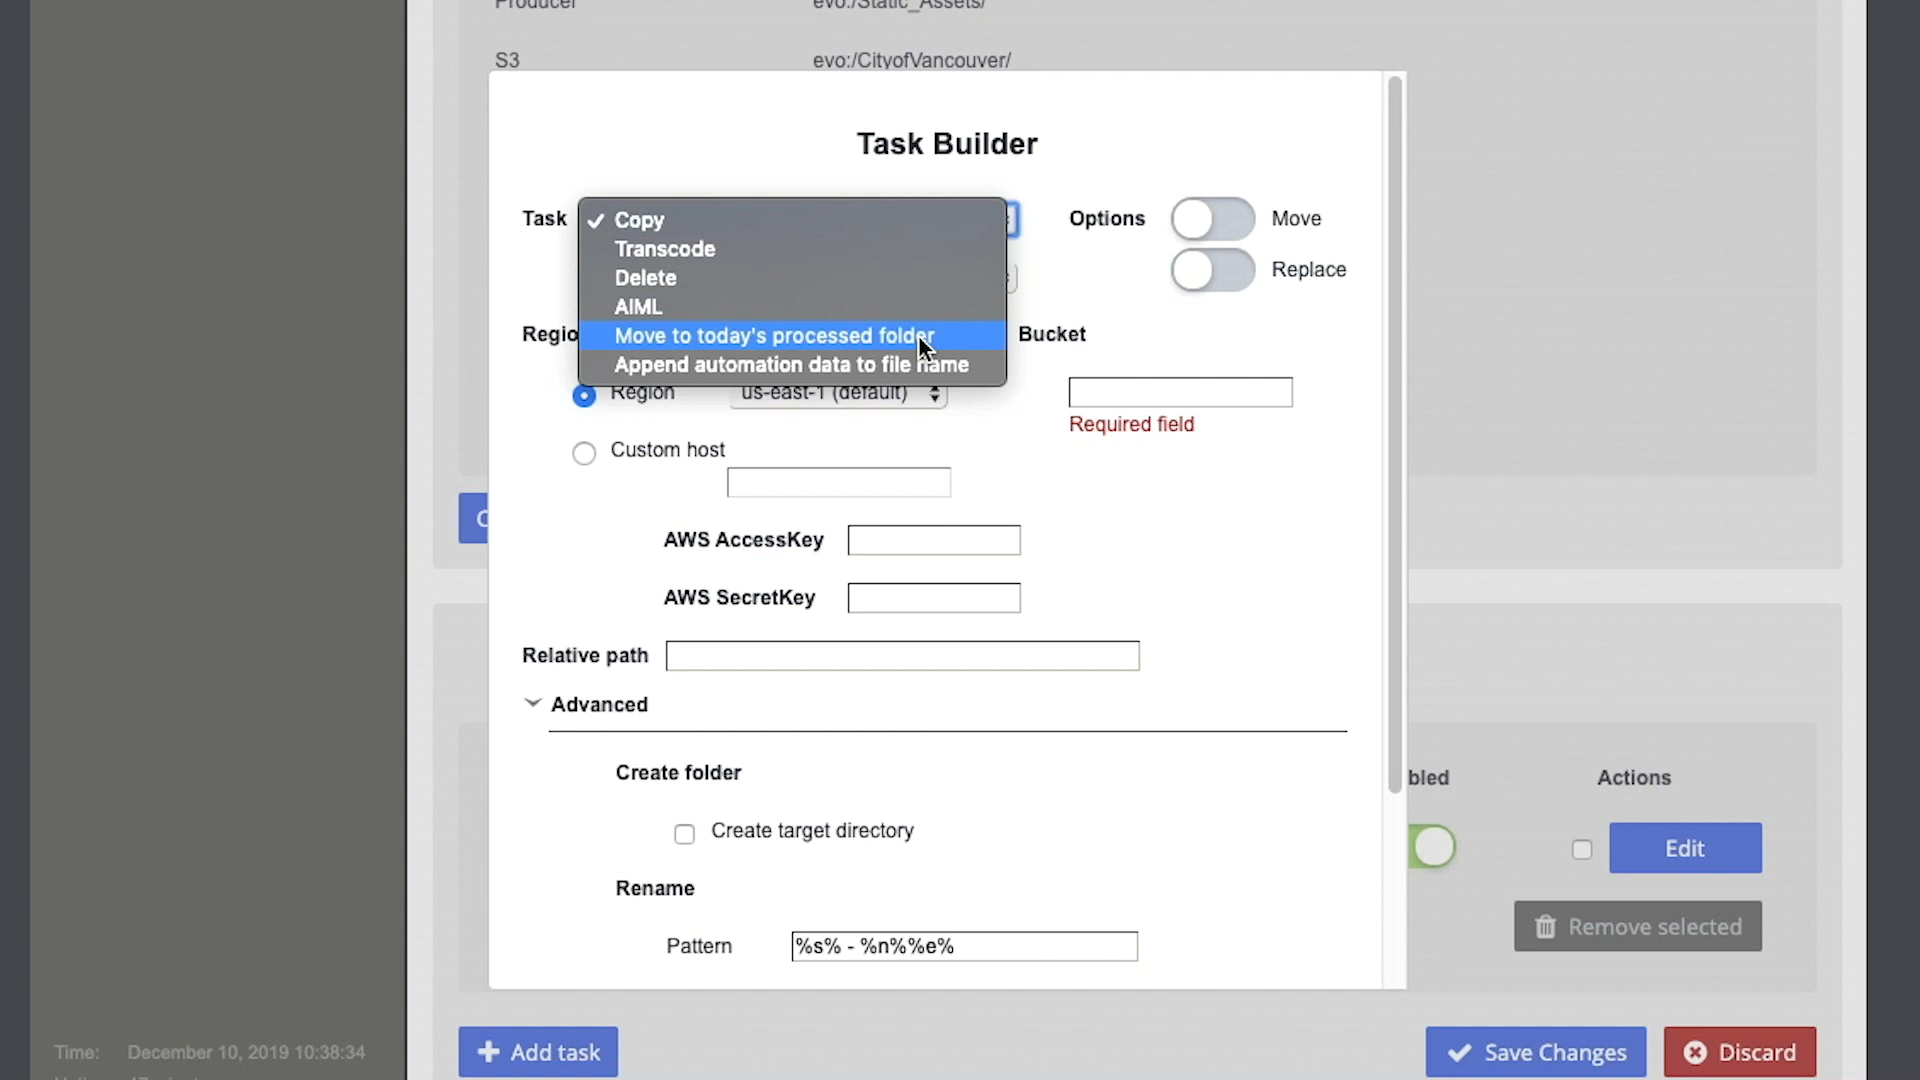 Producer
evo:/Static_Assets/
S3
evo:/CityofVancouver/
Task Builder
Task
Copy
Transcode
Delete
AIML
Move to today's processed folder
Append automation data to file name
Options
Move
Replace
Bucket
Region
us-east-1 (default)
Required field
Custom host
AWS AccessKey
AWS SecretKey
Relative path
Advanced
Create folder
Create target directory
Rename
Pattern
%s% - %n%%e%
Actions
Edit
Remove selected
Add task
Save Changes
Discard
Time: December 10, 2019 10:38:34